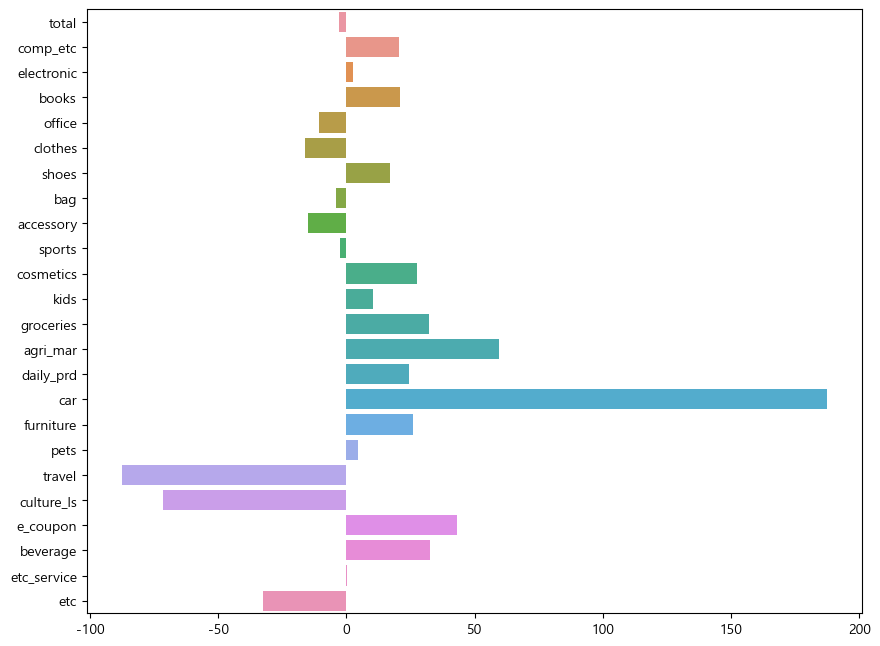 total
comp_etc
electronic
books
office
clothes
shoes
bag
accessory
sports
cosmetics
kids
groceries
agri_mar
daily_prd
car
furniture
pets
travel
culture_ls
e_coupon
beverage
etc_service
etc
-100 -50 0 50 100 150 200